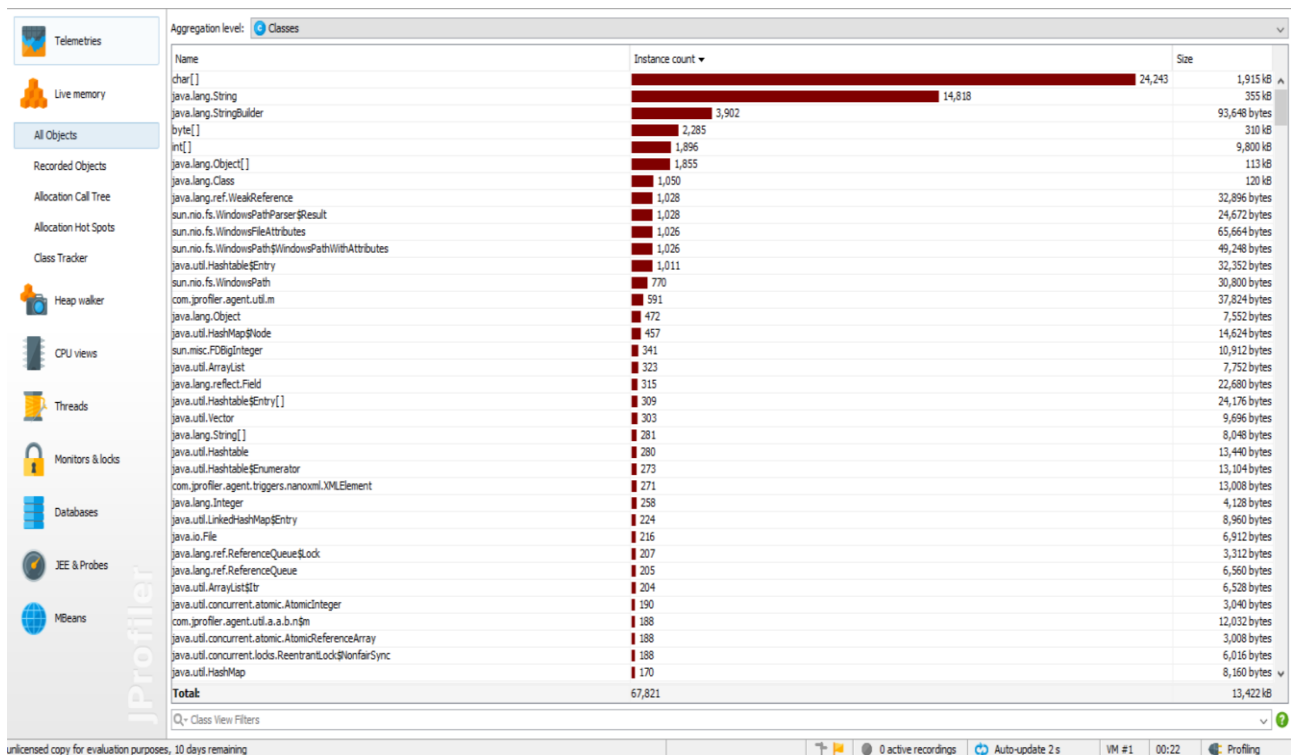 Aggregation level: Classes
Telemetries
Live memory
All Objects
Recorded Objects
Allocation Call Tree
Allocation Hot Spots
Class Tracker
Heap walker
CPU views
Threads
Monitors & locks
Databases
JEE & Probes
MBeans
JProfiler
Name Instance count Size
char[] 24,243 1,915 kB
java.lang.String 14,818 355 kB
java.lang.StringBuilder 3,902 93,648 bytes
byte[] 2,285 310 kB
int[] 1,896 9,800 kB
java.lang.Object[] 1,855 113 kB
java.lang.Class 1,050 120 kB
java.lang.ref.WeakReference 1,028 32,896 bytes
sun.nio.fs.WindowsPathParser$Result 1,028 24,672 bytes
sun.nio.fs.WindowsFileAttributes 1,026 65,664 bytes
sun.nio.fs.WindowsPath$WindowsPathWithAttributes 1,026 49,248 bytes
java.util.Hashtable$Entry 1,011 32,352 bytes
sun.nio.fs.WindowsPath 770 30,800 bytes
com.jprofiler.agent.util.m 591 37,824 bytes
java.lang.Object 472 7,552 bytes
java.util.HashMap$Node 457 14,624 bytes
sun.misc.FDBigInteger 341 10,912 bytes
java.util.ArrayList 323 7,752 bytes
java.lang.reflect.Field 315 22,680 bytes
java.util.Hashtable$Entry[] 309 24,176 bytes
java.util.Vector 303 9,696 bytes
java.lang.String[] 281 8,048 bytes
java.util.Hashtable 280 13,440 bytes
java.util.Hashtable$Enumerator 273 13,104 bytes
com.jprofiler.agent.triggers.nanoxml.XMLElement 271 13,008 bytes
java.lang.Integer 258 4,128 bytes
java.util.LinkedHashMap$Entry 224 8,960 bytes
java.io.File 216 6,912 bytes
java.lang.ref.ReferenceQueue$Lock 207 3,312 bytes
java.lang.ref.ReferenceQueue 205 6,560 bytes
java.util.ArrayList$Itr 204 6,528 bytes
java.util.concurrent.atomic.AtomicInteger 190 3,040 bytes
com.jprofiler.agent.util.a.a.b.n$m 188 12,032 bytes
java.util.concurrent.atomic.AtomicReferenceArray 188 3,008 bytes
java.util.concurrent.locks.ReentrantLock$NonfairSync 188 6,016 bytes
java.util.HashMap 170 8,160 bytes
Total: 67,821 13,422 kB
Class View Filters
unlicensed copy for evaluation purposes, 10 days remaining 0 active recordings Auto-update 2 s VM #1 00:22 Profiling